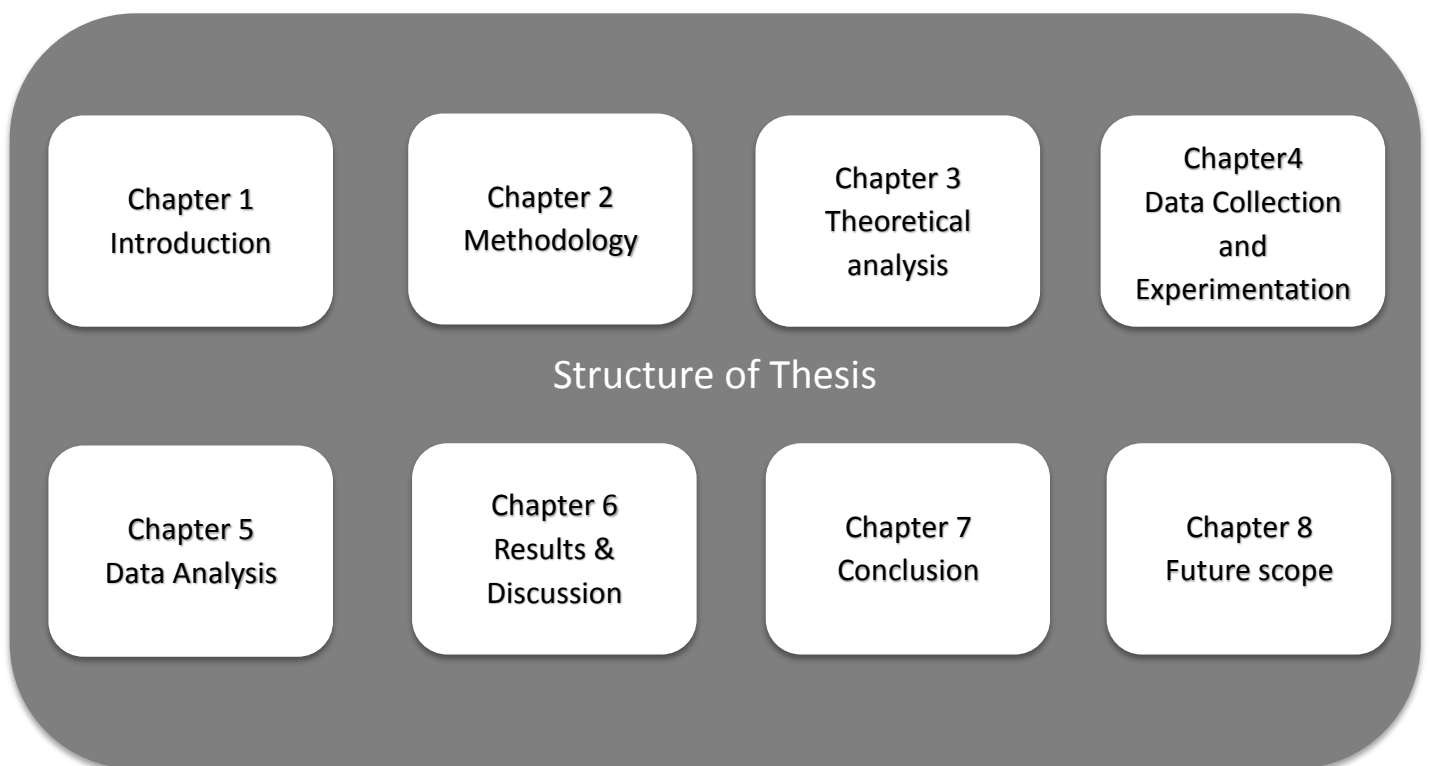 Chapter 1
Introduction
Chapter 2
Methodology
Chapter 3
Theoretical
analysis
Chapter4
Data Collection
and
Experimentation
Structure of Thesis
Chapter 5
Data Analysis
Chapter 6
Results &
Discussion
Chapter 7
Conclusion
Chapter 8
Future scope